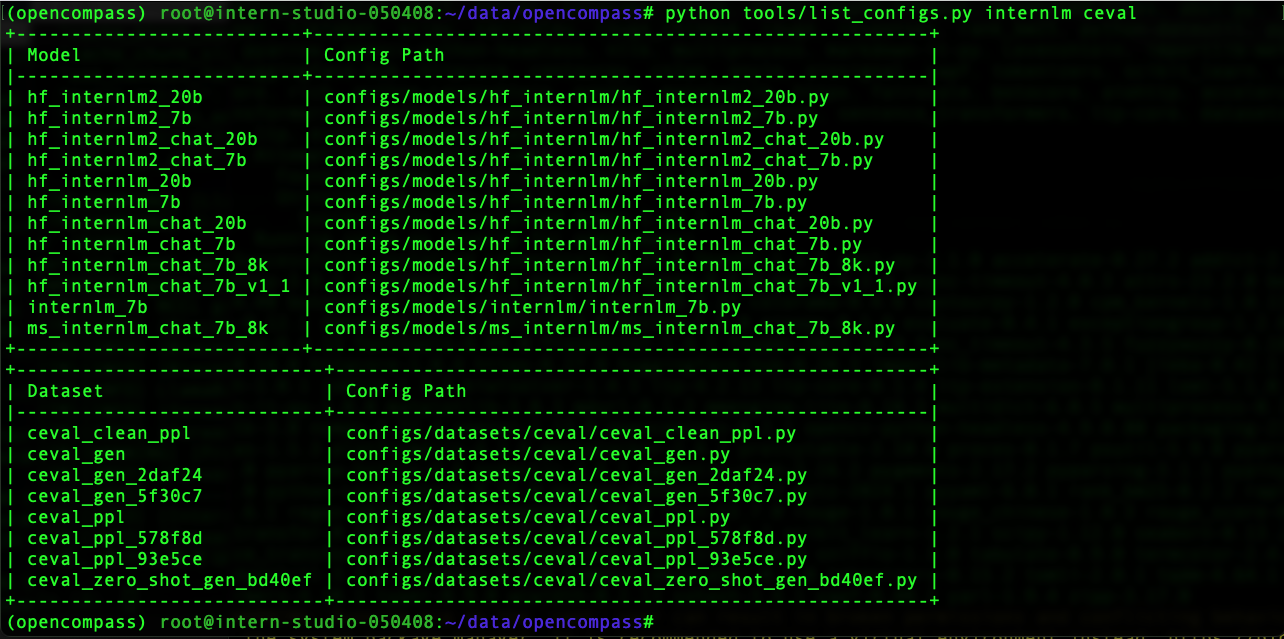 (opencompass) root@intern-studio-050408:~/data/opencompass# python tools/list_configs.py internlm ceval
+--------------------------+--------------------------------------------------------+
| Model                    | Config Path                                            |
|--------------------------+--------------------------------------------------------|
| hf_internlm2_20b         | configs/models/hf_internlm/hf_internlm2_20b.py         |
| hf_internlm2_7b          | configs/models/hf_internlm/hf_internlm2_7b.py          |
| hf_internlm2_chat_20b    | configs/models/hf_internlm/hf_internlm2_chat_20b.py    |
| hf_internlm2_chat_7b     | configs/models/hf_internlm/hf_internlm2_chat_7b.py     |
| hf_internlm_20b          | configs/models/hf_internlm/hf_internlm_20b.py          |
| hf_internlm_7b           | configs/models/hf_internlm/hf_internlm_7b.py           |
| hf_internlm_chat_20b     | configs/models/hf_internlm/hf_internlm_chat_20b.py     |
| hf_internlm_chat_7b      | configs/models/hf_internlm/hf_internlm_chat_7b.py      |
| hf_internlm_chat_7b_8k   | configs/models/hf_internlm/hf_internlm_chat_7b_8k.py   |
| hf_internlm_chat_7b_v1_1 | configs/models/hf_internlm/hf_internlm_chat_7b_v1_1.py |
| internlm_7b              | configs/models/internlm/internlm_7b.py                 |
| ms_internlm_chat_7b_8k   | configs/models/ms_internlm/ms_internlm_chat_7b_8k.py   |
+--------------------------+--------------------------------------------------------+
+----------------------------+------------------------------------------------------+
| Dataset                    | Config Path                                          |
|----------------------------+------------------------------------------------------|
| ceval_clean_ppl            | configs/datasets/ceval/ceval_clean_ppl.py            |
| ceval_gen                  | configs/datasets/ceval/ceval_gen.py                  |
| ceval_gen_2daf24           | configs/datasets/ceval/ceval_gen_2daf24.py           |
| ceval_gen_5f30c7           | configs/datasets/ceval/ceval_gen_5f30c7.py           |
| ceval_ppl                  | configs/datasets/ceval/ceval_ppl.py                  |
| ceval_ppl_578f8d           | configs/datasets/ceval/ceval_ppl_578f8d.py           |
| ceval_ppl_93e5ce           | configs/datasets/ceval/ceval_ppl_93e5ce.py           |
| ceval_zero_shot_gen_bd40ef | configs/datasets/ceval/ceval_zero_shot_gen_bd40ef.py |
+----------------------------+------------------------------------------------------+
(opencompass) root@intern-studio-050408:~/data/opencompass#